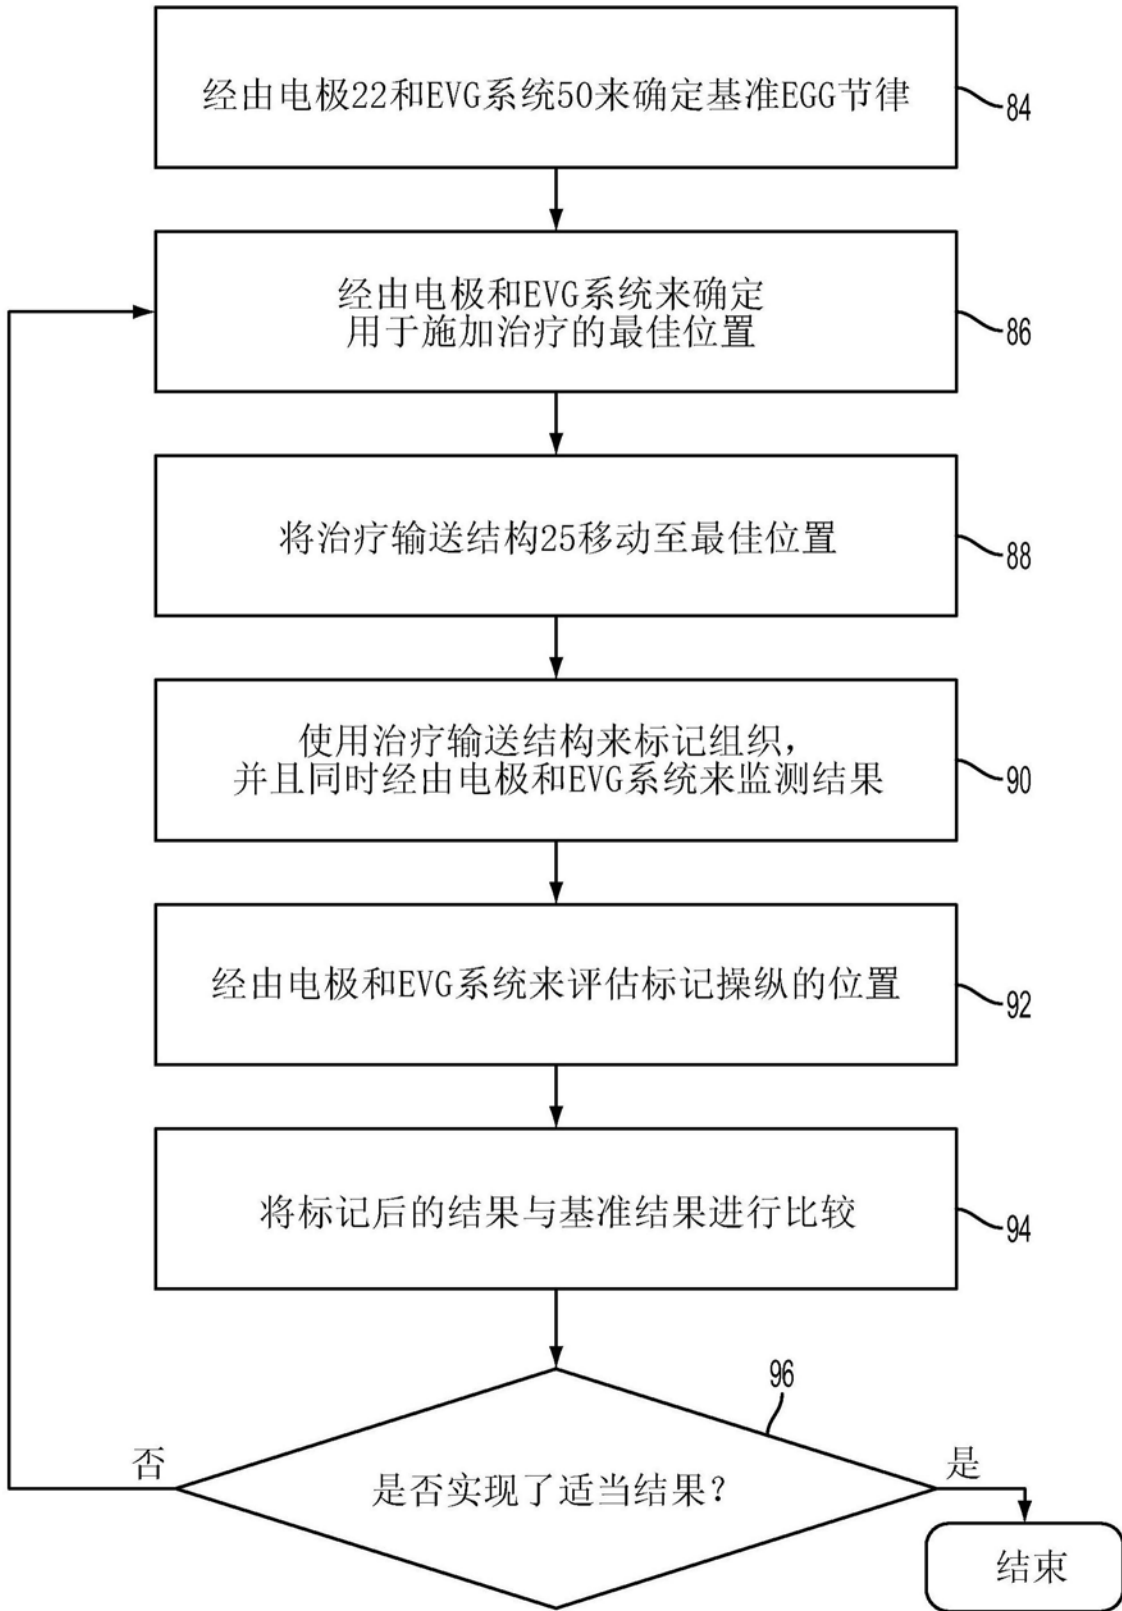 经由电极22和EVG系统50来确定基准EGG节律
84
经由电极和EVG系统来确定
用于施加治疗的最佳位置
86
将治疗输送结构25移动至最佳位置
88
使用治疗输送结构来标记组织，
并且同时经由电极和EVG系统来监测结果
90
经由电极和EVG系统来评估标记操纵的位置
92
将标记后的结果与基准结果进行比较
94
96
否
是
是否实现了适当结果？
结束